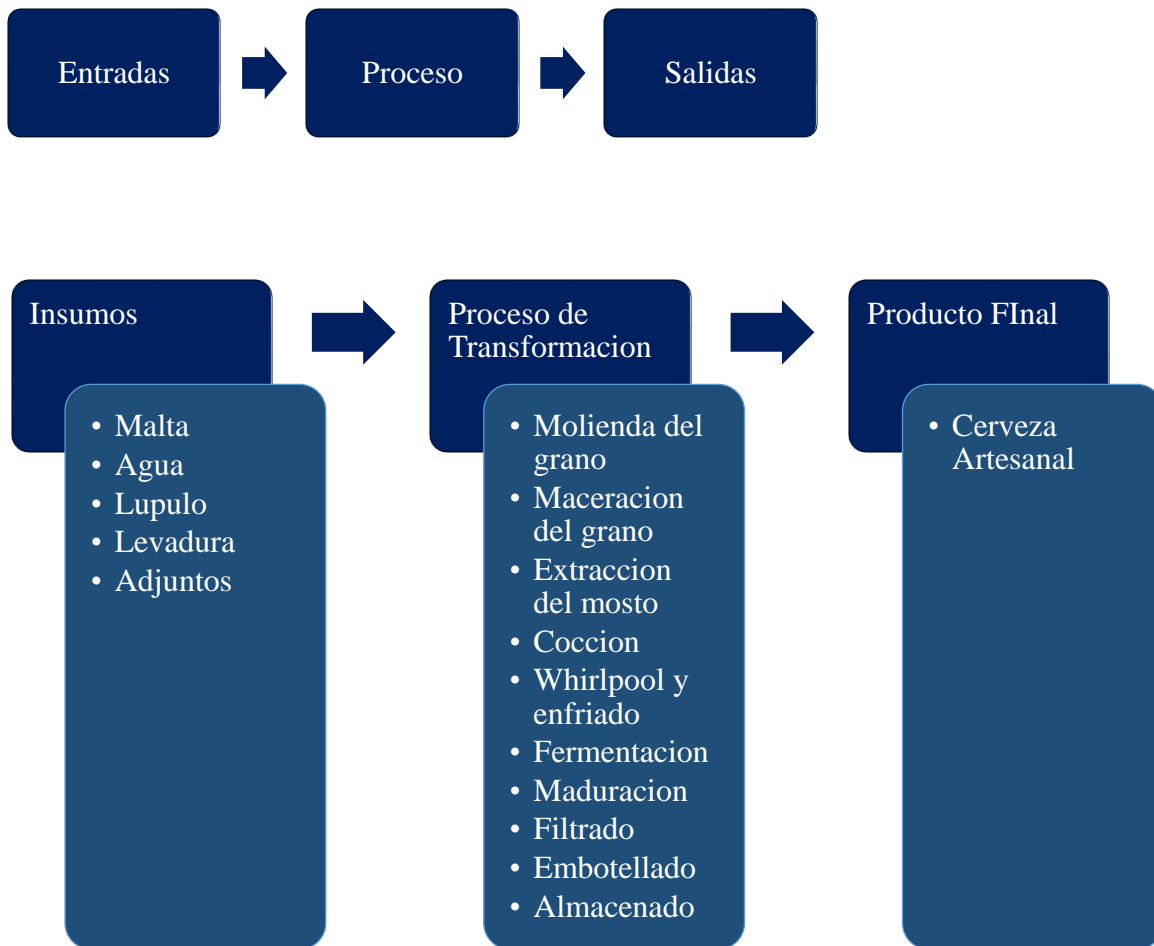 Entradas
Proceso
Salidas
Insumos
• Malta
• Agua
• Lupulo
• Levadura
• Adjuntos
Proceso de
Transformacion
• Molienda del
grano
• Maceracion
del grano
• Extraccion
del mosto
• Coccion
• Whirlpool y
enfriado
• Fermentacion
• Maduracion
• Filtrado
• Embotellado
• Almacenado
Producto FInal
• Cerveza
Artesanal